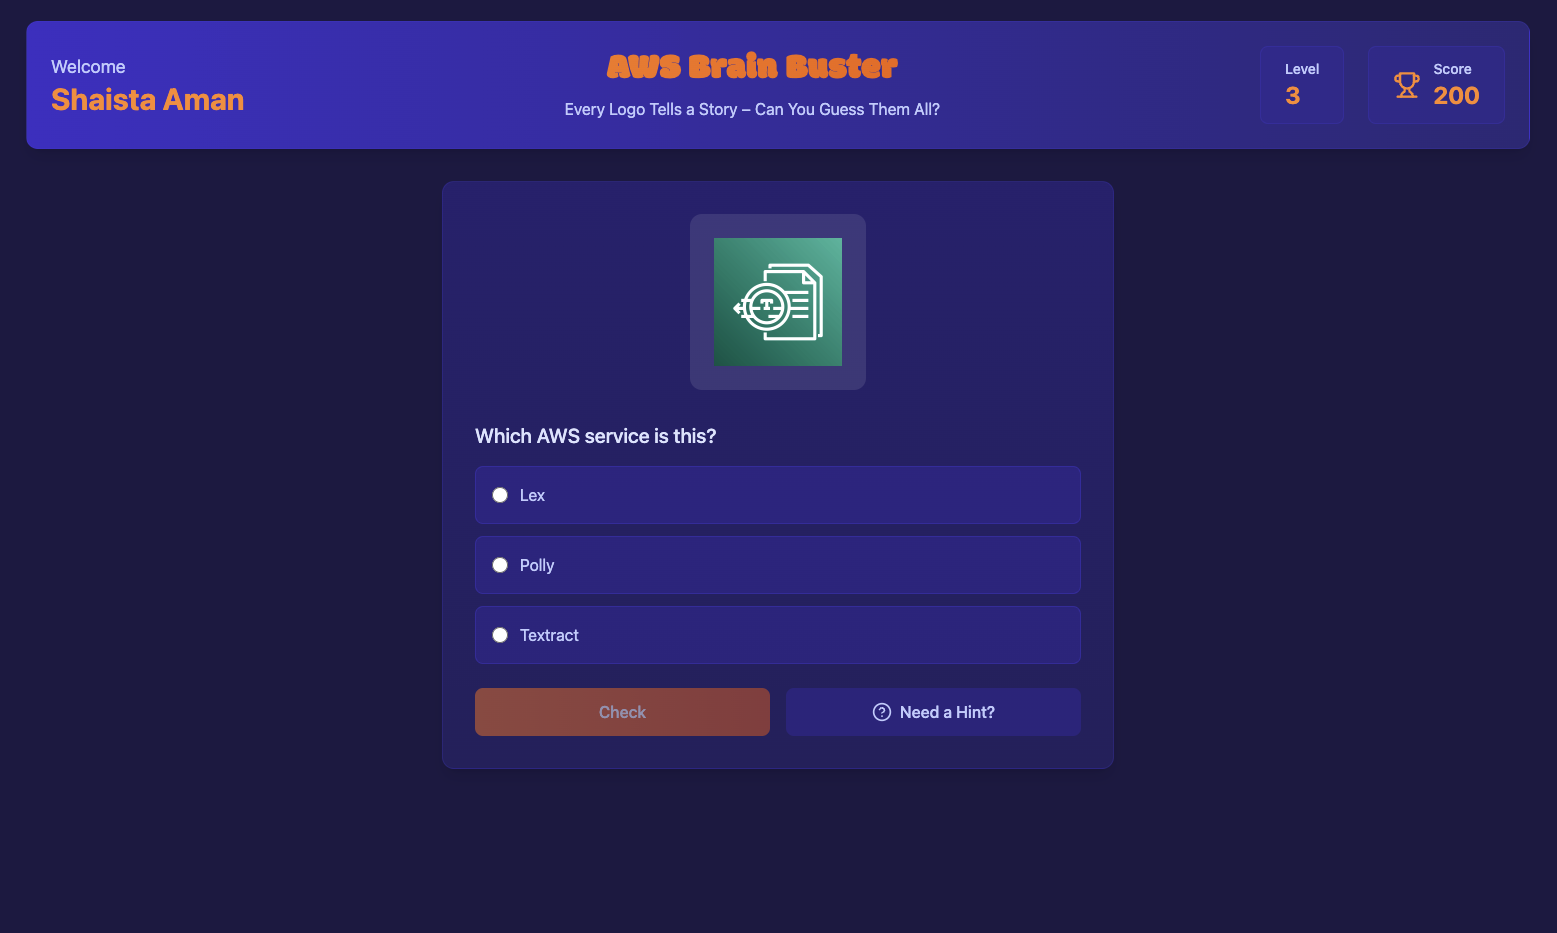 Welcome
Shaista Aman
AWS Brain Buster
Every Logo Tells a Story – Can You Guess Them All?
Level
3
Score
200
T
Which AWS service is this?
Lex
Polly
Textract
Check
Need a Hint?